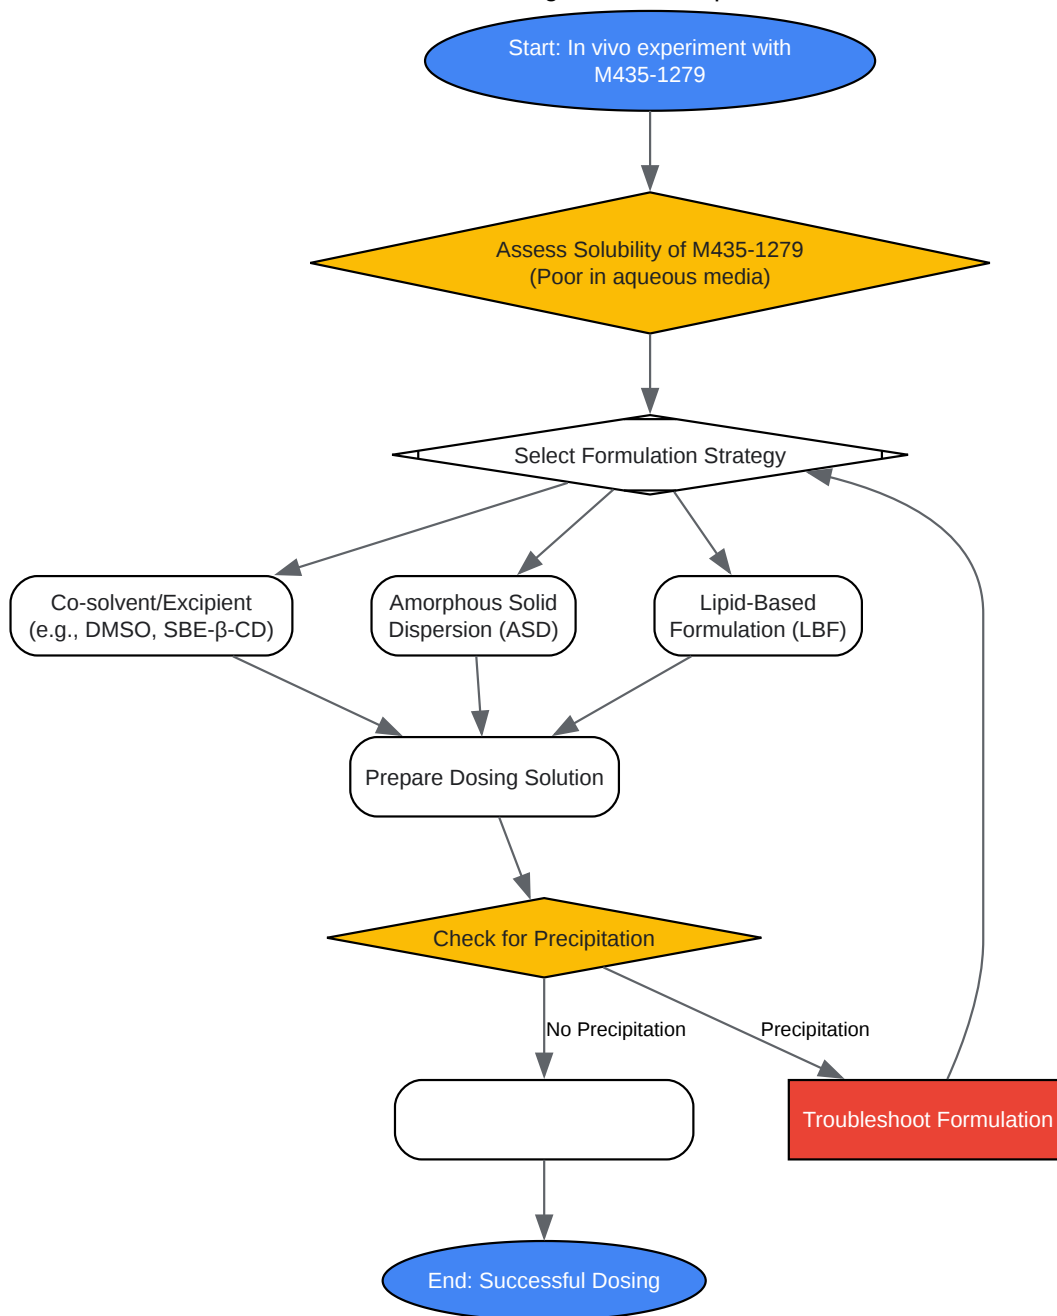 Start: In vivo experiment with
M435-1279
Assess Solubility of M435-1279
(Poor in aqueous media)
Select Formulation Strategy
Co-solvent/Excipient
(e.g., DMSO, SBE-β-CD)
Amorphous Solid
Dispersion (ASD)
Lipid-Based
Formulation (LBF)
Prepare Dosing Solution
Check for Precipitation
No Precipitation
Precipitation
Troubleshoot Formulation
End: Successful Dosing